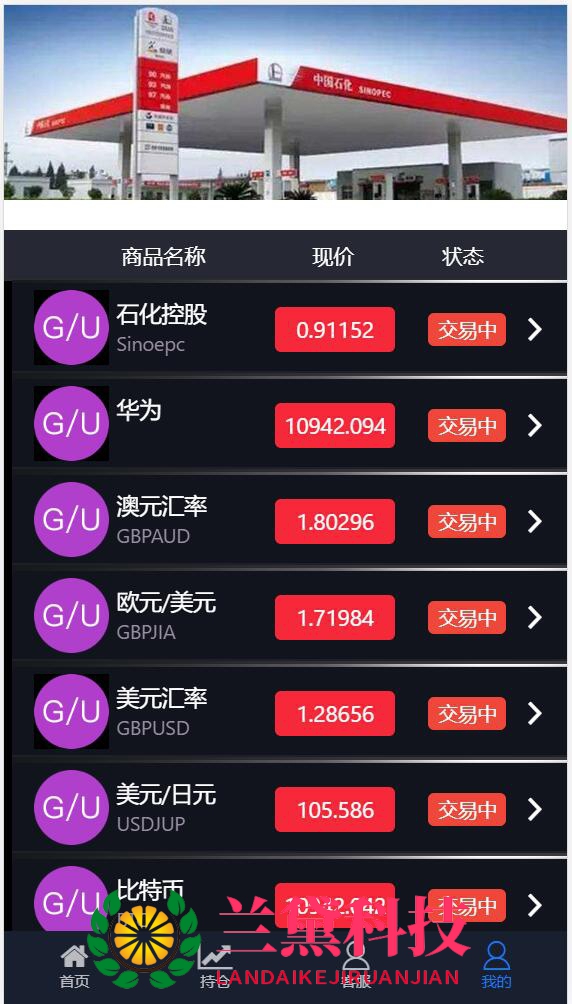 中国石化 SINOPEC
90
93
97
商品名称 现价 状态
G/U 石化控股 0.91152 交易中
Sinoepc
G/U 华为 10942.094 交易中
G/U 澳元汇率 1.80296 交易中
GBPAUD
G/U 欧元/美元 1.71984 交易中
GBPJIA
G/U 美元汇率 1.28656 交易中
GBPUSD
G/U 美元/日元 105.586 交易中
USDJUP
G/U 比特币 交易中
兰黛科技
LANDAIKEJIRUANJIAN
首页 持仓 客服 我的